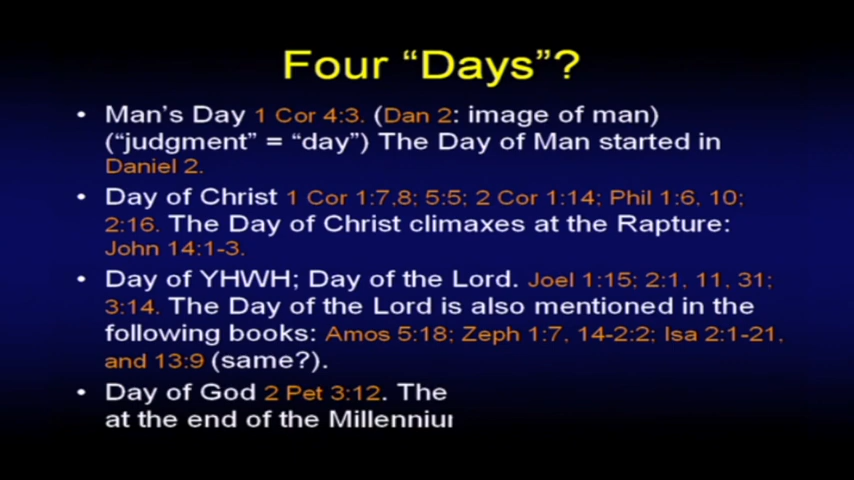 Four “Days”?
• Man’s Day 1 Cor 4:3. (Dan 2: image of man)
(“judgment” = “day”) The Day of Man started in
Daniel 2.
• Day of Christ 1 Cor 1:7,8; 5:5; 2 Cor 1:14; Phil 1:6, 10;
2:16. The Day of Christ climaxes at the Rapture:
John 14:1-3.
• Day of YHWH; Day of the Lord. Joel 1:15; 2:1, 11, 31;
3:14. The Day of the Lord is also mentioned in the
following books: Amos 5:18; Zeph 1:7, 14-2:2; Isa 2:1-21,
and 13:9 (same?).
• Day of God 2 Pet 3:12. The
at the end of the